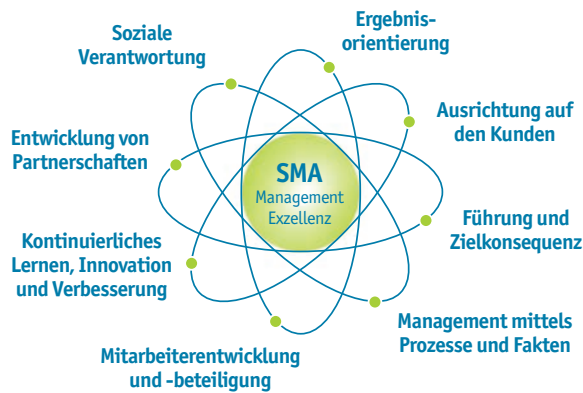 Ergebnis-
orientierung
Ausrichtung auf
den Kunden
Führung und
Zielkonsequenz
Management mittels
Prozesse und Fakten
Mitarbeiterentwicklung
und -beteiligung
Kontinuierliches
Lernen, Innovation
und Verbesserung
Entwicklung von
Partnerschaften
Soziale
Verantwortung
SMA
Management
Exzellenz